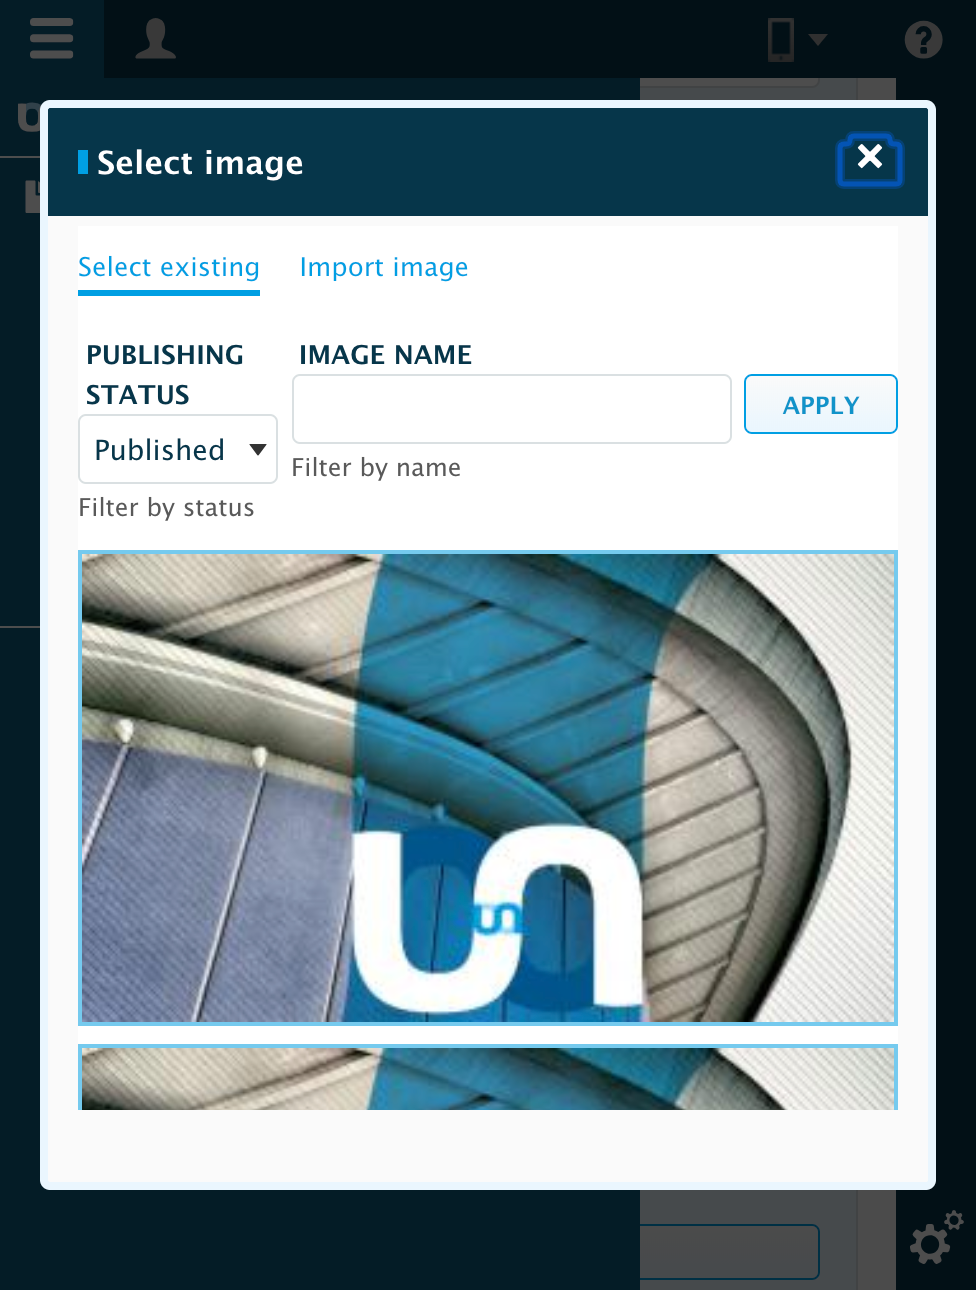 Select image
Select existing
Import image
PUBLISHING
STATUS
IMAGE NAME
Published
APPLY
Filter by name
Filter by status